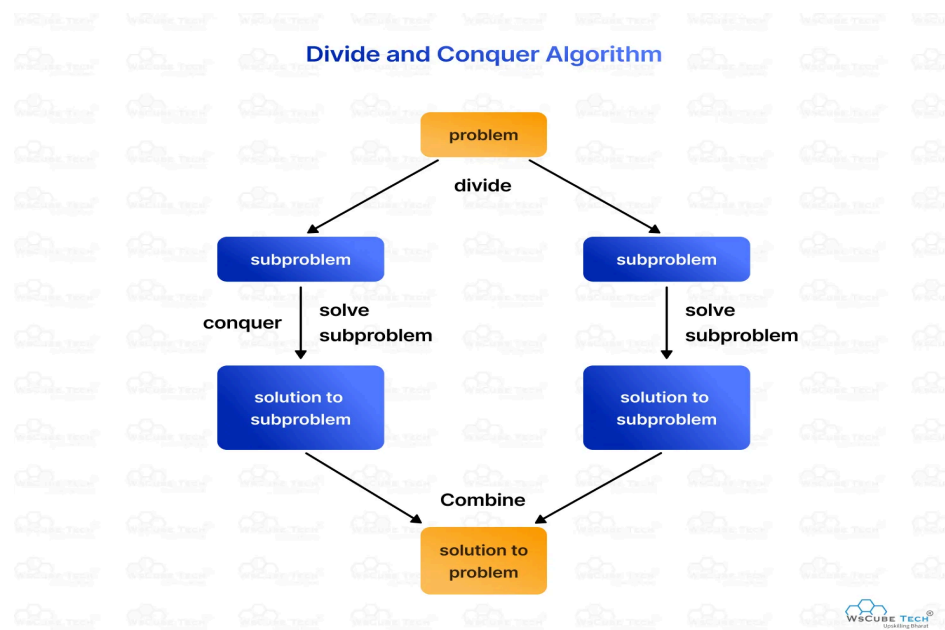 Divide and Conquer Algorithm
problem
divide
subproblem
subproblem
conquer
solve
subproblem
solve
subproblem
solution to
subproblem
solution to
subproblem
Combine
solution to
problem
WsCube Tech®
Upskilling Bharat